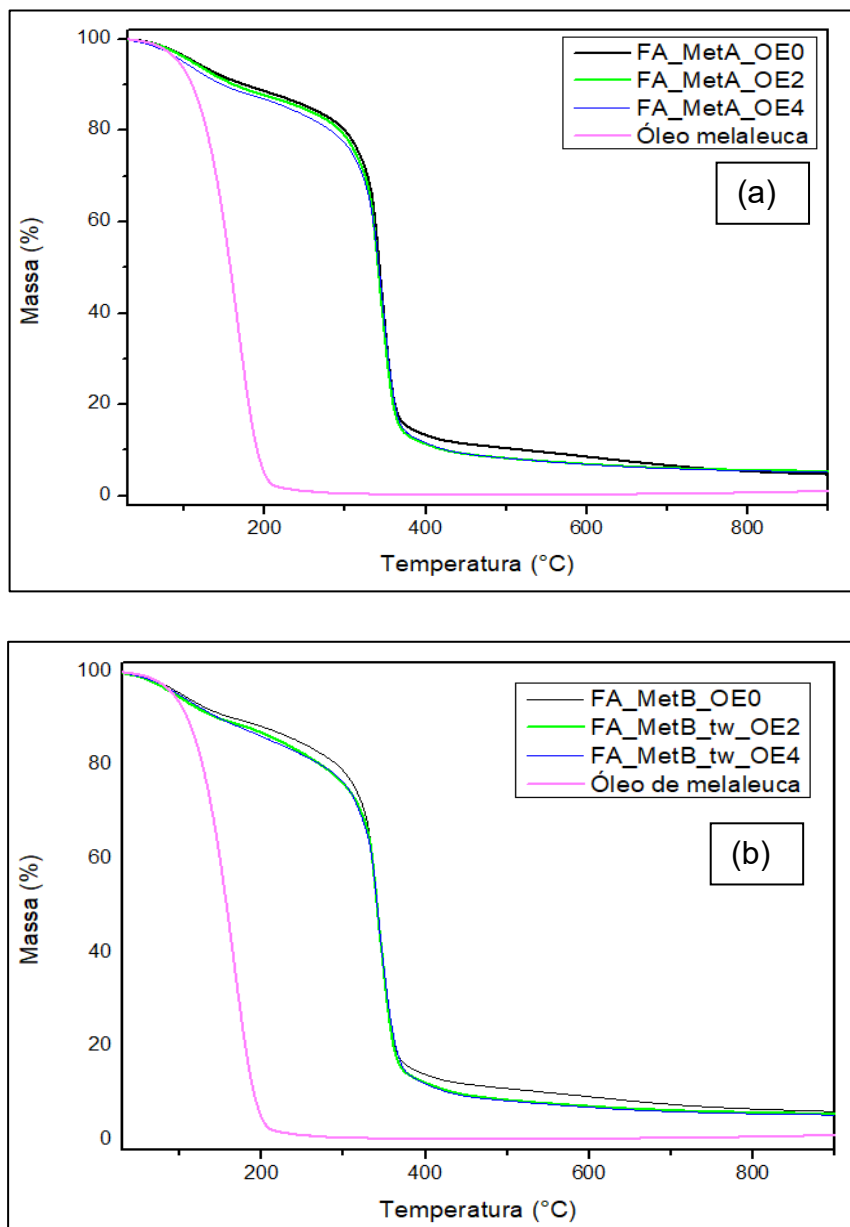 100
80
60
40
20
0
Massa (%)
FA_MetA_OE0
FA_MetA_OE2
FA_MetA_OE4
Óleo melaleuca
(a)
200
400
600
800
Temperatura (°C)
100
80
60
40
20
0
Massa (%)
FA_MetB_OE0
FA_MetB_tw_OE2
FA_MetB_tw_OE4
Óleo de melaleuca
(b)
200
400
600
800
Temperatura (°C)